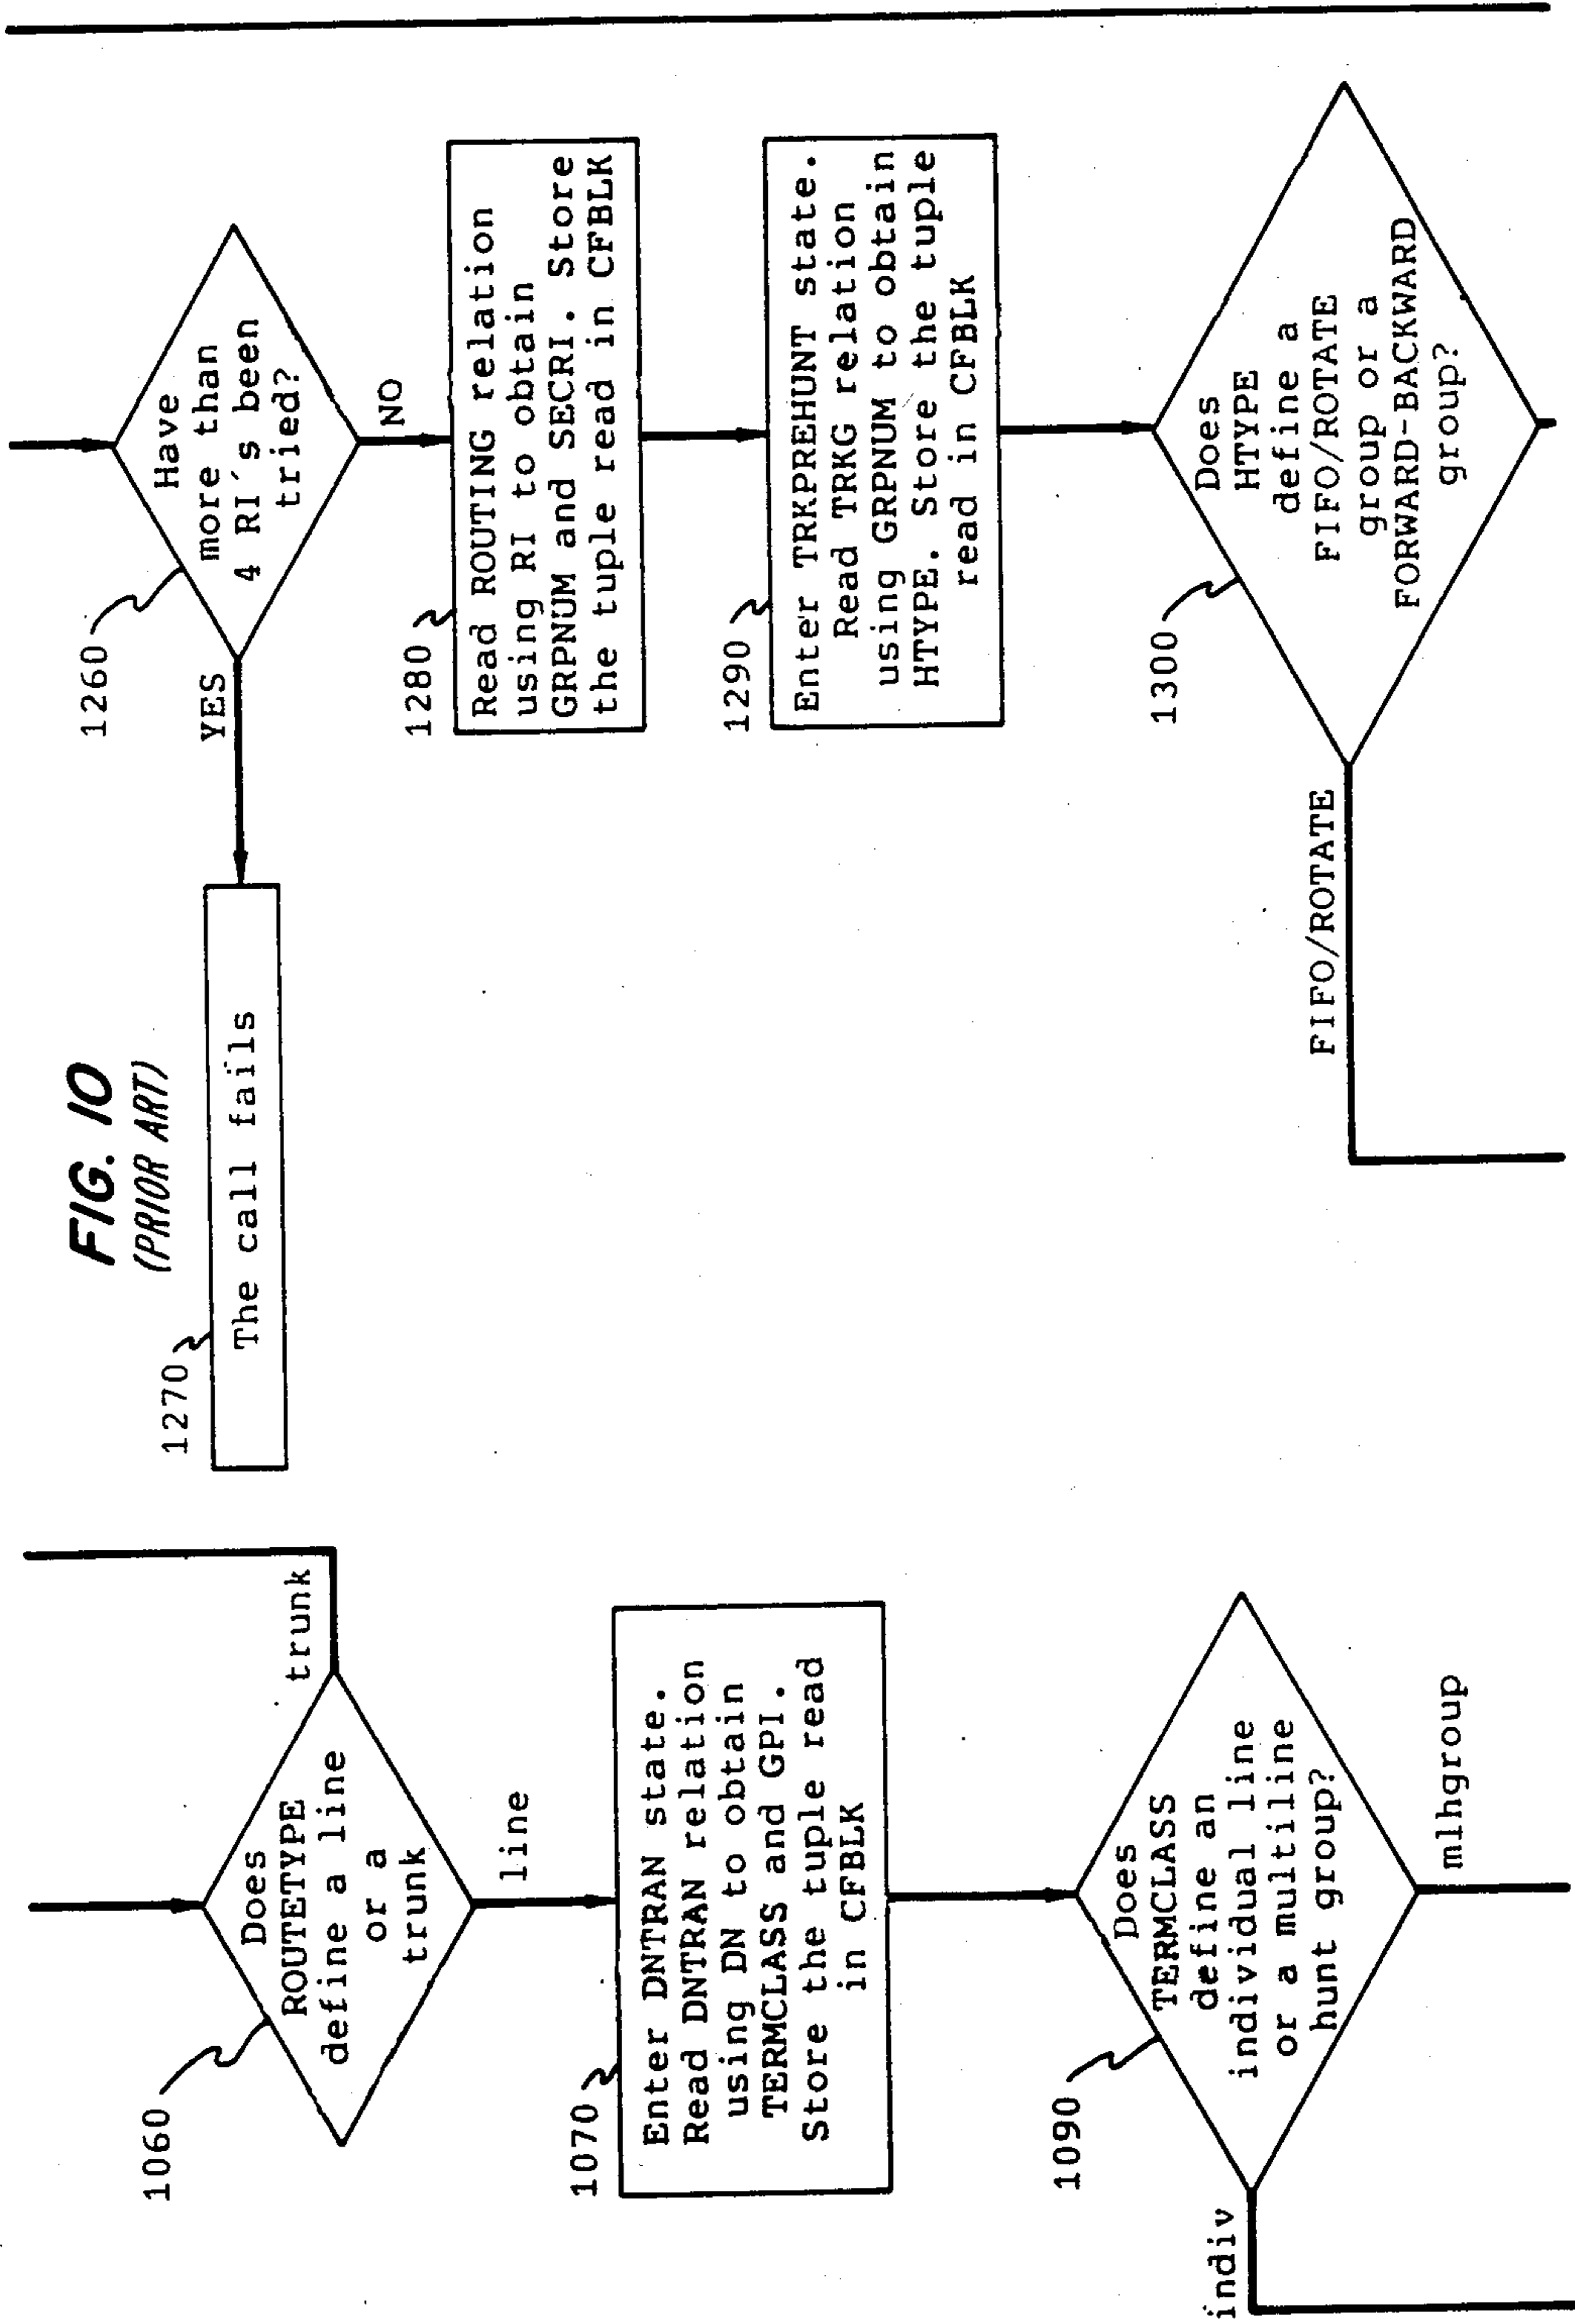 FIG. 10
(PRIOR ART)
1060
Does
ROUTETYPE
define a line
or a
trunk
trunk
line
1070
Enter DNTRAN state.
Read DNTRAN relation
using DN to obtain
TERMCLASS and GPI.
Store the tuple read
in CFBLK
1090
Does
TERMCLASS
define an
individual line
or a multiline
hunt group?
indiv
mlhgroup
1260
Have
more than
4 RI's been
tried?
YES
NO
1270
The call fails
1280
Read ROUTING relation
using RI to obtain
GRPNUM and SECRI. Store
the tuple read in CFBLK
1290
Enter TRKPREHUNT state.
Read TRKG relation
using GRPNUM to obtain
HTYPE. Store the tuple
read in CFBLK
1300
Does
HTYPE
define a
FIFO/ROTATE
group or a
FORWARD-BACKWARD
group?
FIFO/ROTATE